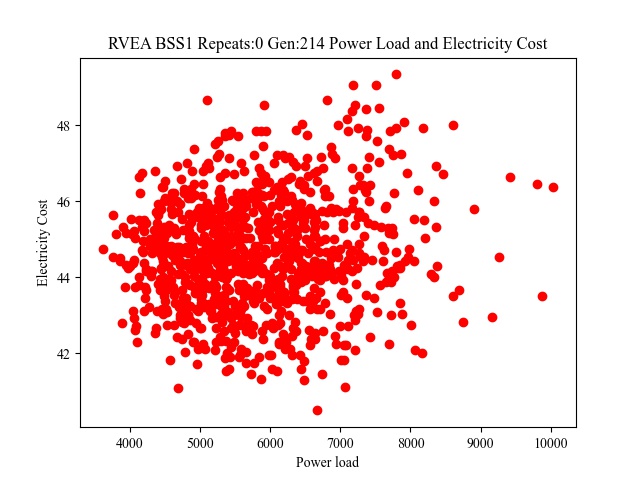 RVEA BSS1 Repeats:0 Gen:214 Power Load and Electricity Cost
48
46
44
42
Electricity Cost
4000 5000 6000 7000 8000 9000 10000
Power load